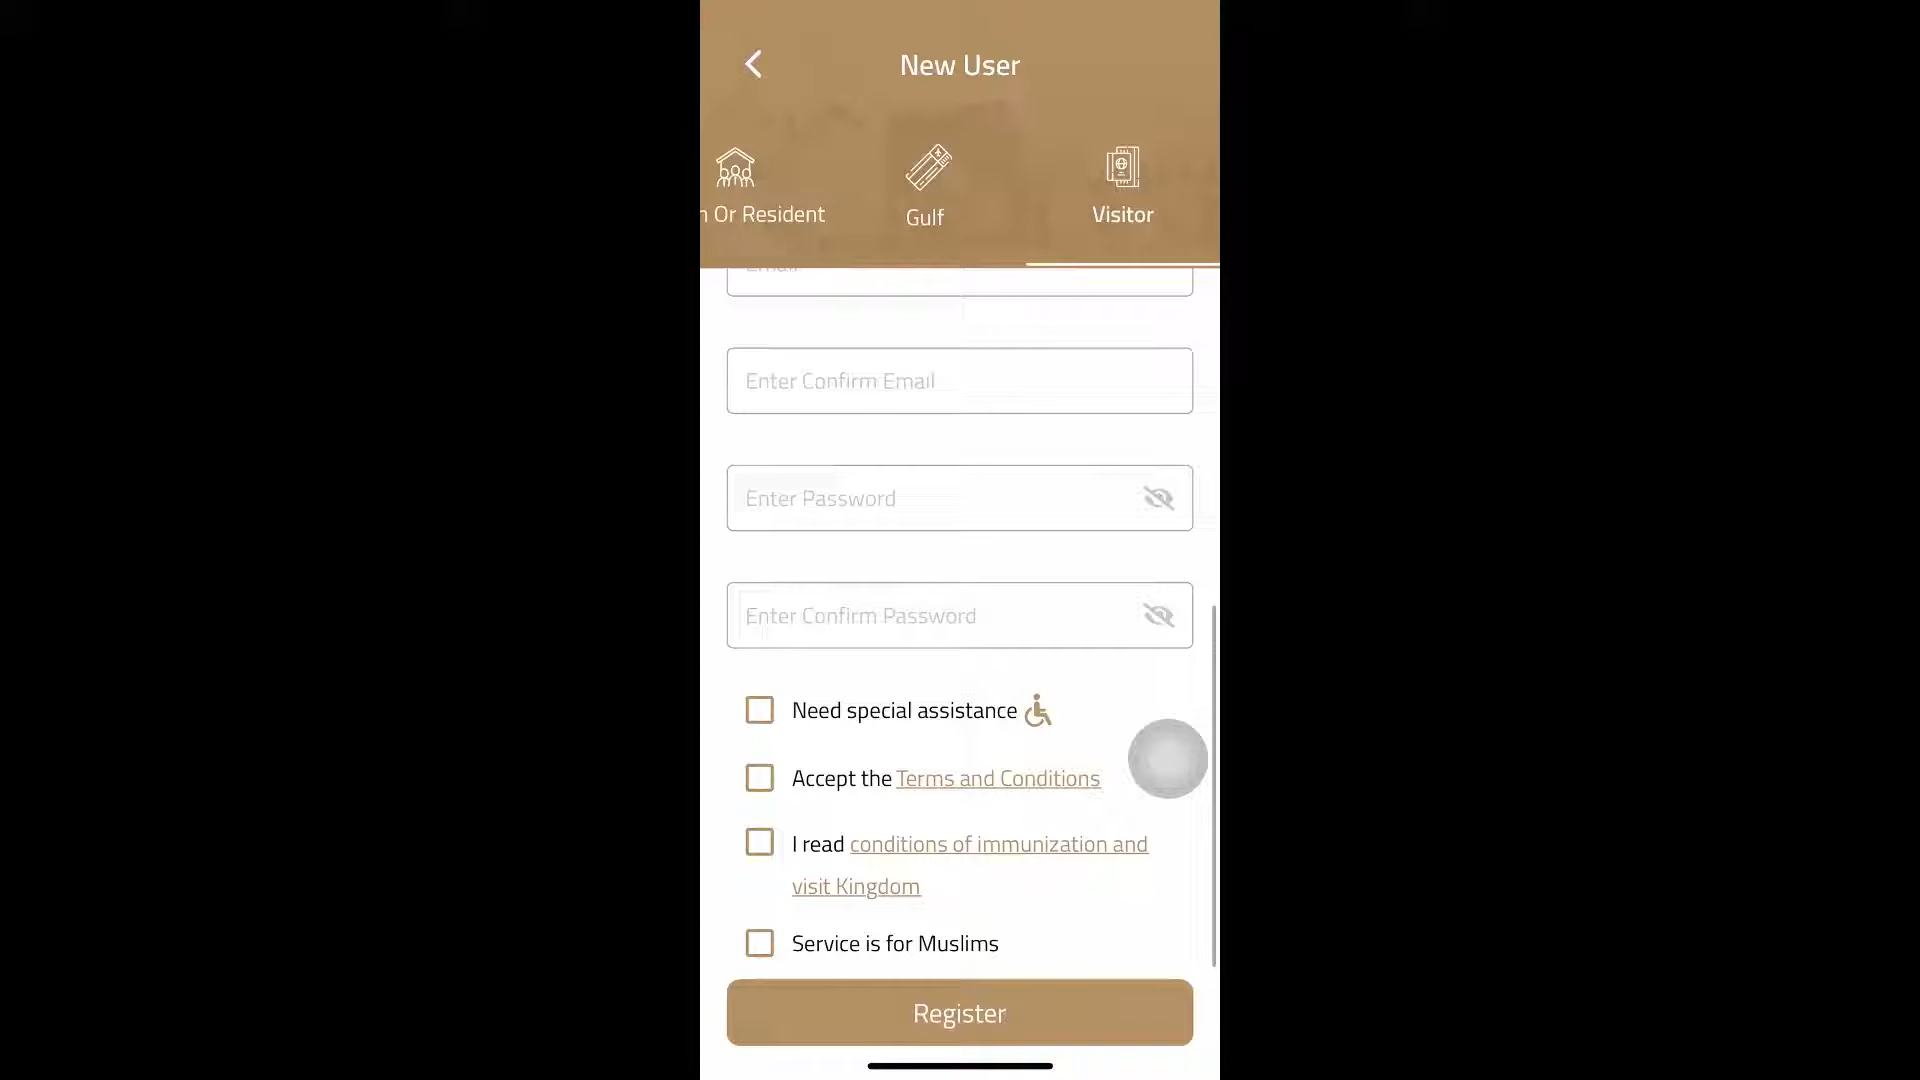 New User
n Or Resident
Gulf
Visitor
Enter Confirm Email
Enter Password
Enter Confirm Password
Need special assistance
Accept the Terms and Conditions
I read conditions of immunization and
visit Kingdom
Service is for Muslims
Register